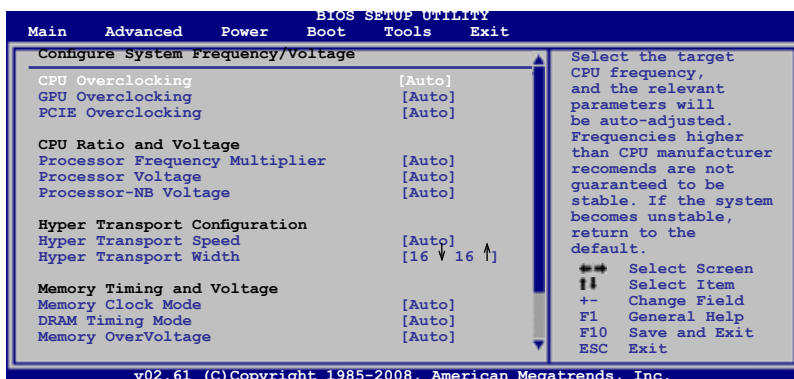 BIOS SETUP UTILITY
Main Advanced Power Boot Tools Exit
Configure System Frequency/Voltage
CPU Overclocking [Auto]
GPU Overclocking [Auto]
PCIE Overclocking [Auto]
CPU Ratio and Voltage
Processor Frequency Multiplier [Auto]
Processor Voltage [Auto]
Processor-NB Voltage [Auto]
Hyper Transport Configuration
Hyper Transport Speed [Auto]
Hyper Transport Width [16 ↓ 16 ↑]
Memory Timing and Voltage
Memory Clock Mode [Auto]
DRAM Timing Mode [Auto]
Memory OverVoltage [Auto]
Select the target
CPU frequency,
and the relevant
parameters will
be auto-adjusted.
Frequencies higher
than CPU manufacturer
recomends are not
guaranteed to be
stable. If the system
becomes unstable,
return to the
default.
←→ Select Screen
↑↓ Select Item
+- Change Field
F1 General Help
F10 Save and Exit
ESC Exit
v02.61 (C)Copyright 1985-2008, American Megatrends, Inc.